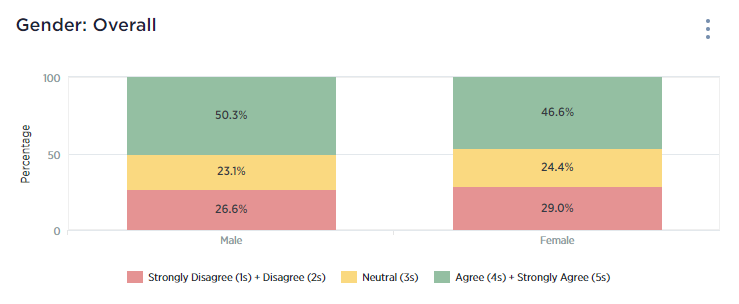 Gender: Overall
100
50
0
Percentage
50.3%
23.1%
26.6%
46.6%
24.4%
29.0%
Male
Female
Strongly Disagree (1s) + Disagree (2s)
Neutral (3s)
Agree (4s) + Strongly Agree (5s)